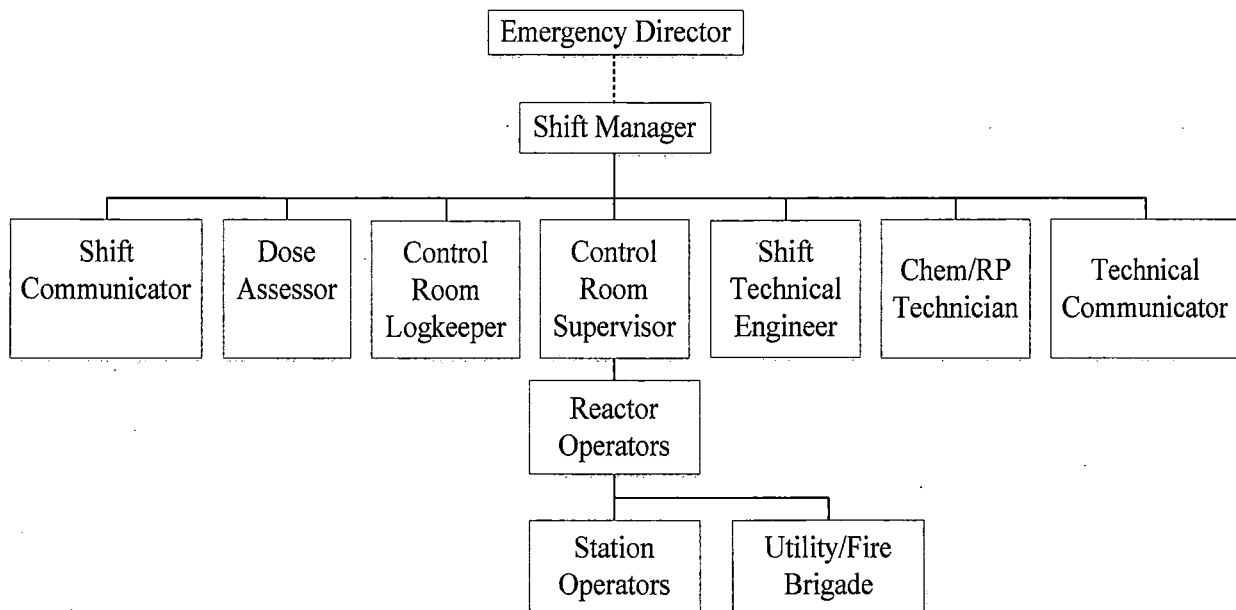 Emergency Director
Shift Manager
Shift
Communicator
Dose
Assessor
Control
Room
Logkeeper
Control
Room
Supervisor
Shift
Technical
Engineer
Chem/RP
Technician
Technical
Communicator
Reactor
Operators
Station
Operators
Utility/Fire
Brigade